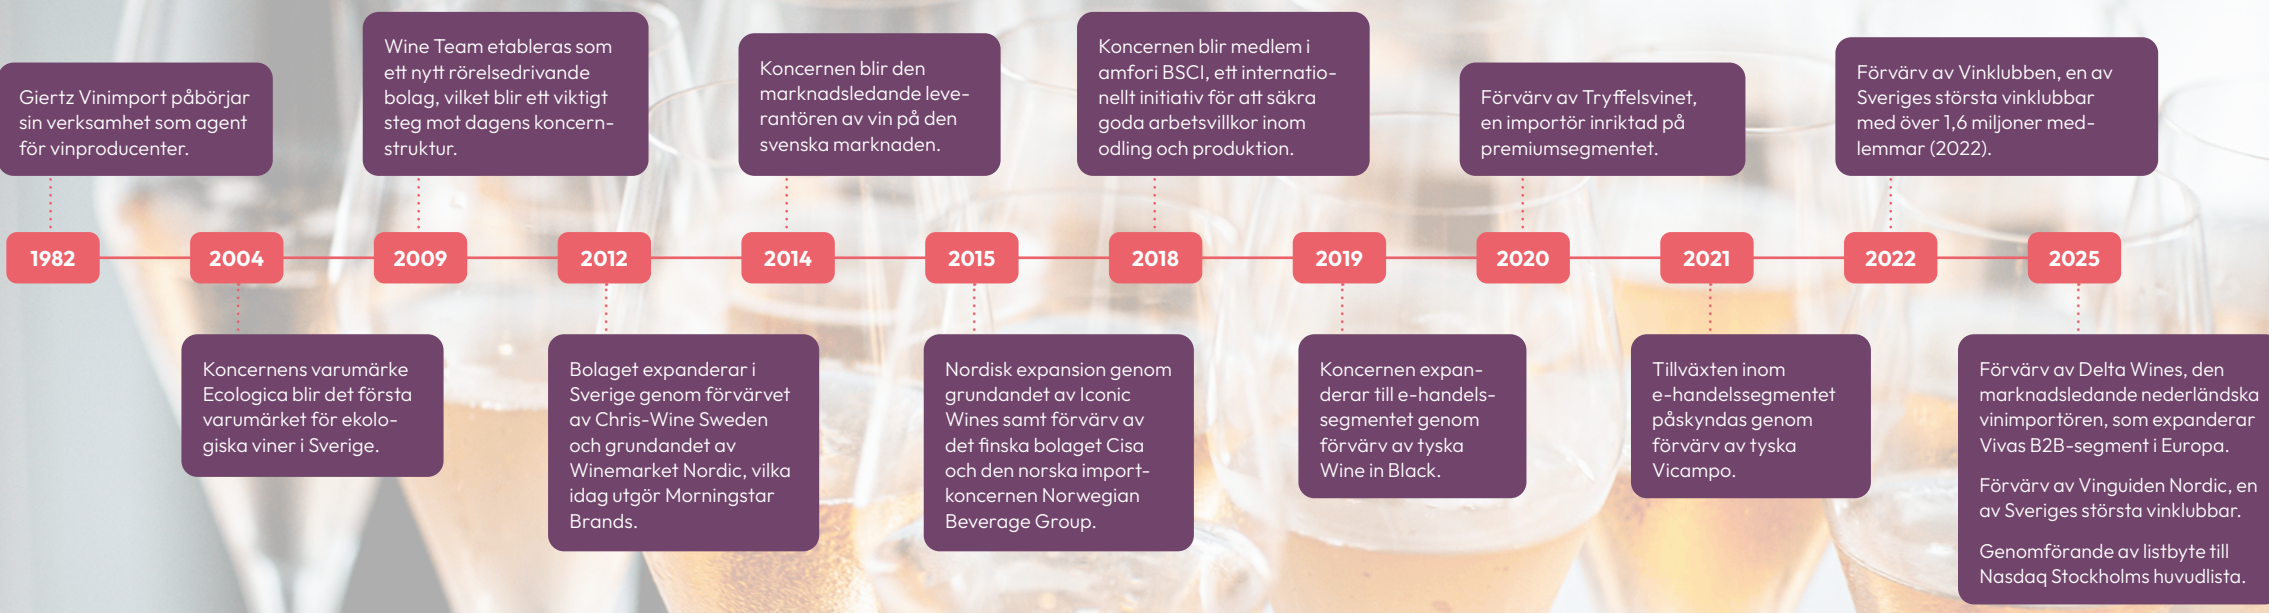 Giertz Vinimport påbörjar
sin verksamhet som agent
för vinproducenter.
Wine Team etableras som
ett nytt rörelsedrivande
bolag, vilket blir ett viktigt
steg mot dagens koncern-
struktur.
Koncernen blir den
marknadsledande leve-
rantören av vin på den
svenska marknaden.
Koncernen blir medlem i
amfori BSCI, ett internatio-
nellt initiativ för att säkra
goda arbetsvillkor inom
odling och produktion.
Förvärv av Tryffelsvinet,
en importör inriktad på
premiumsegmentet.
Förvärv av Vinklubben, en av
Sveriges största vinklubbar
med över 1,6 miljoner med-
lemmar (2022).
1982
2004
2009
2012
2014
2015
2018
2019
2020
2021
2022
2025
Koncernens varumärke
Ecologica blir det första
varumärket för ekolo-
giska viner i Sverige.
Bolaget expanderar i
Sverige genom förvärvet
av Chris-Wine Sweden
och grundandet av
Winemarket Nordic, vilka
idag utgör Morningstar
Brands.
Nordisk expansion genom
grundandet av Iconic
Wines samt förvärv av
det finska bolaget Cisa
och den norska import-
koncernen Norwegian
Beverage Group.
Koncernen expan-
derar till e-handels-
segmentet genom
förvärv av tyska
Wine in Black.
Tillväxten inom
e-handelssegmentet
påskyndas genom
förvärv av tyska
Vicampo.
Förvärv av Delta Wines, den
marknadsledande nederländska
vinimportören, som expanderar
Vivas B2B-segment i Europa.
Förvärv av Vinguiden Nordic, en
av Sveriges största vinklubbar.
Genomförande av listbyte till
Nasdaq Stockholms huvudlista.